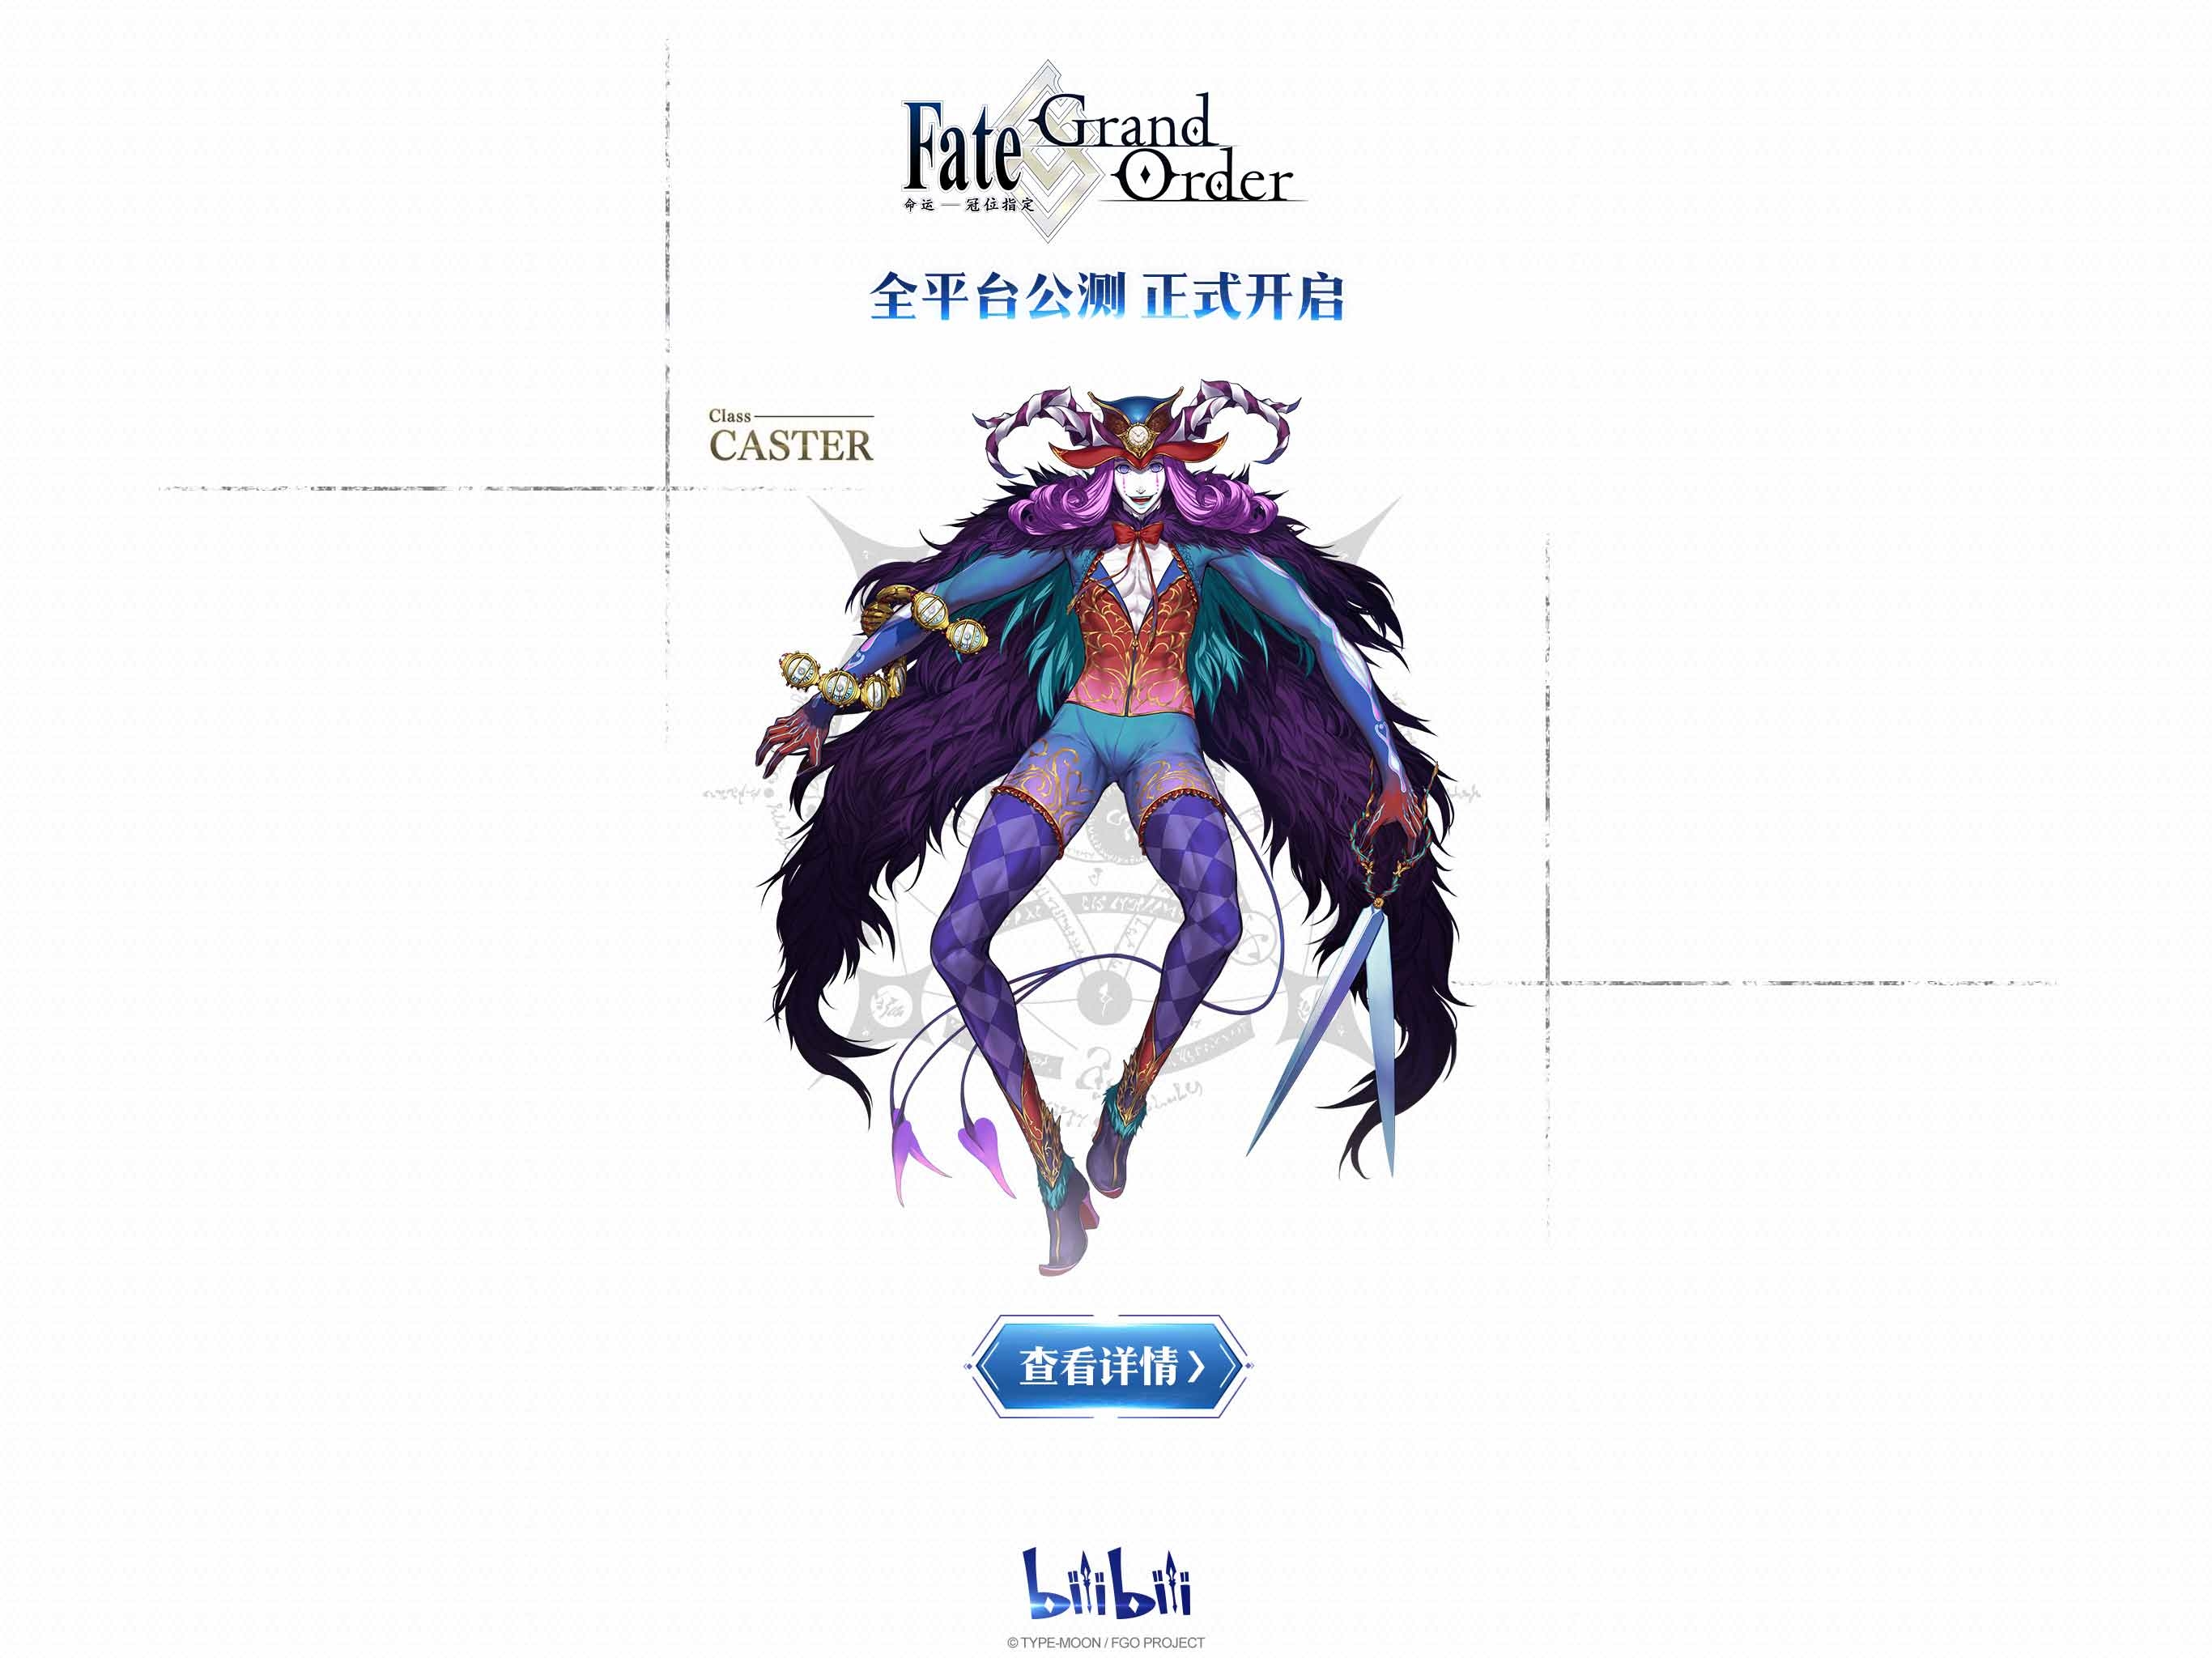 Fate
Grand
Order
命运—冠位指定
全平台公测 正式开启
Class
CASTER
查看详情
bilibili
© TYPE-MOON / FGO PROJECT